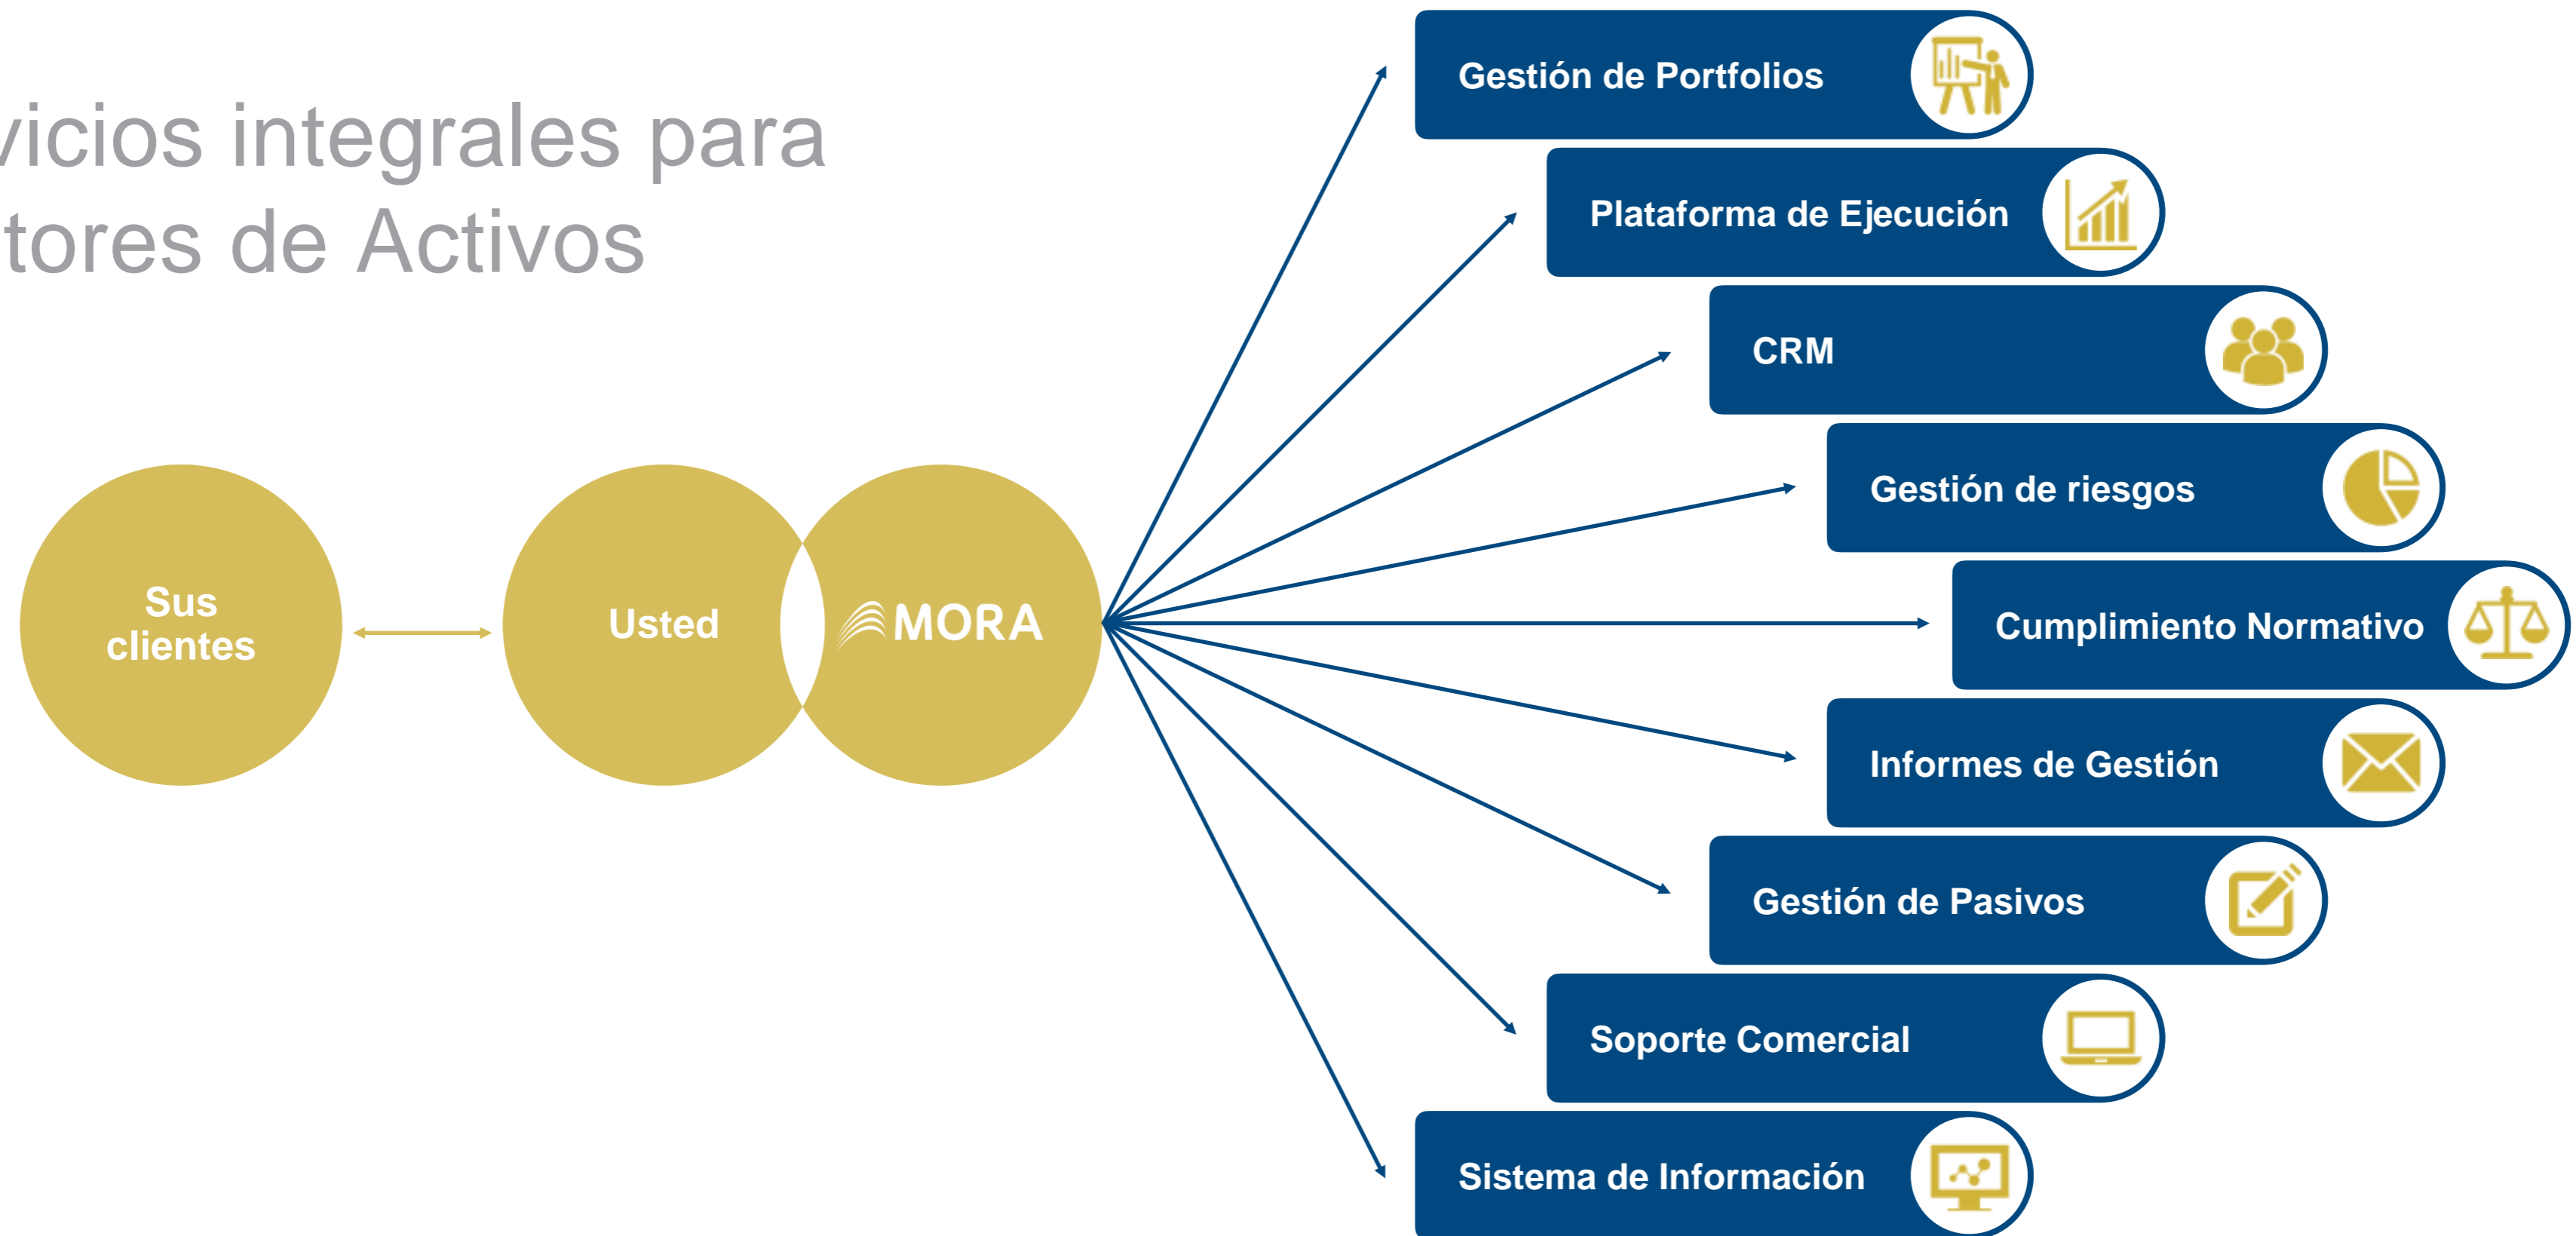 vicios integrales para
tores de Activos
Gestión de Portfolios
Plataforma de Ejecución
CRM
Gestión de riesgos
Sus
clientes
Usted
MORA
Cumplimiento Normativo
Informes de Gestión
Gestión de Pasivos
Soporte Comercial
Sistema de Información